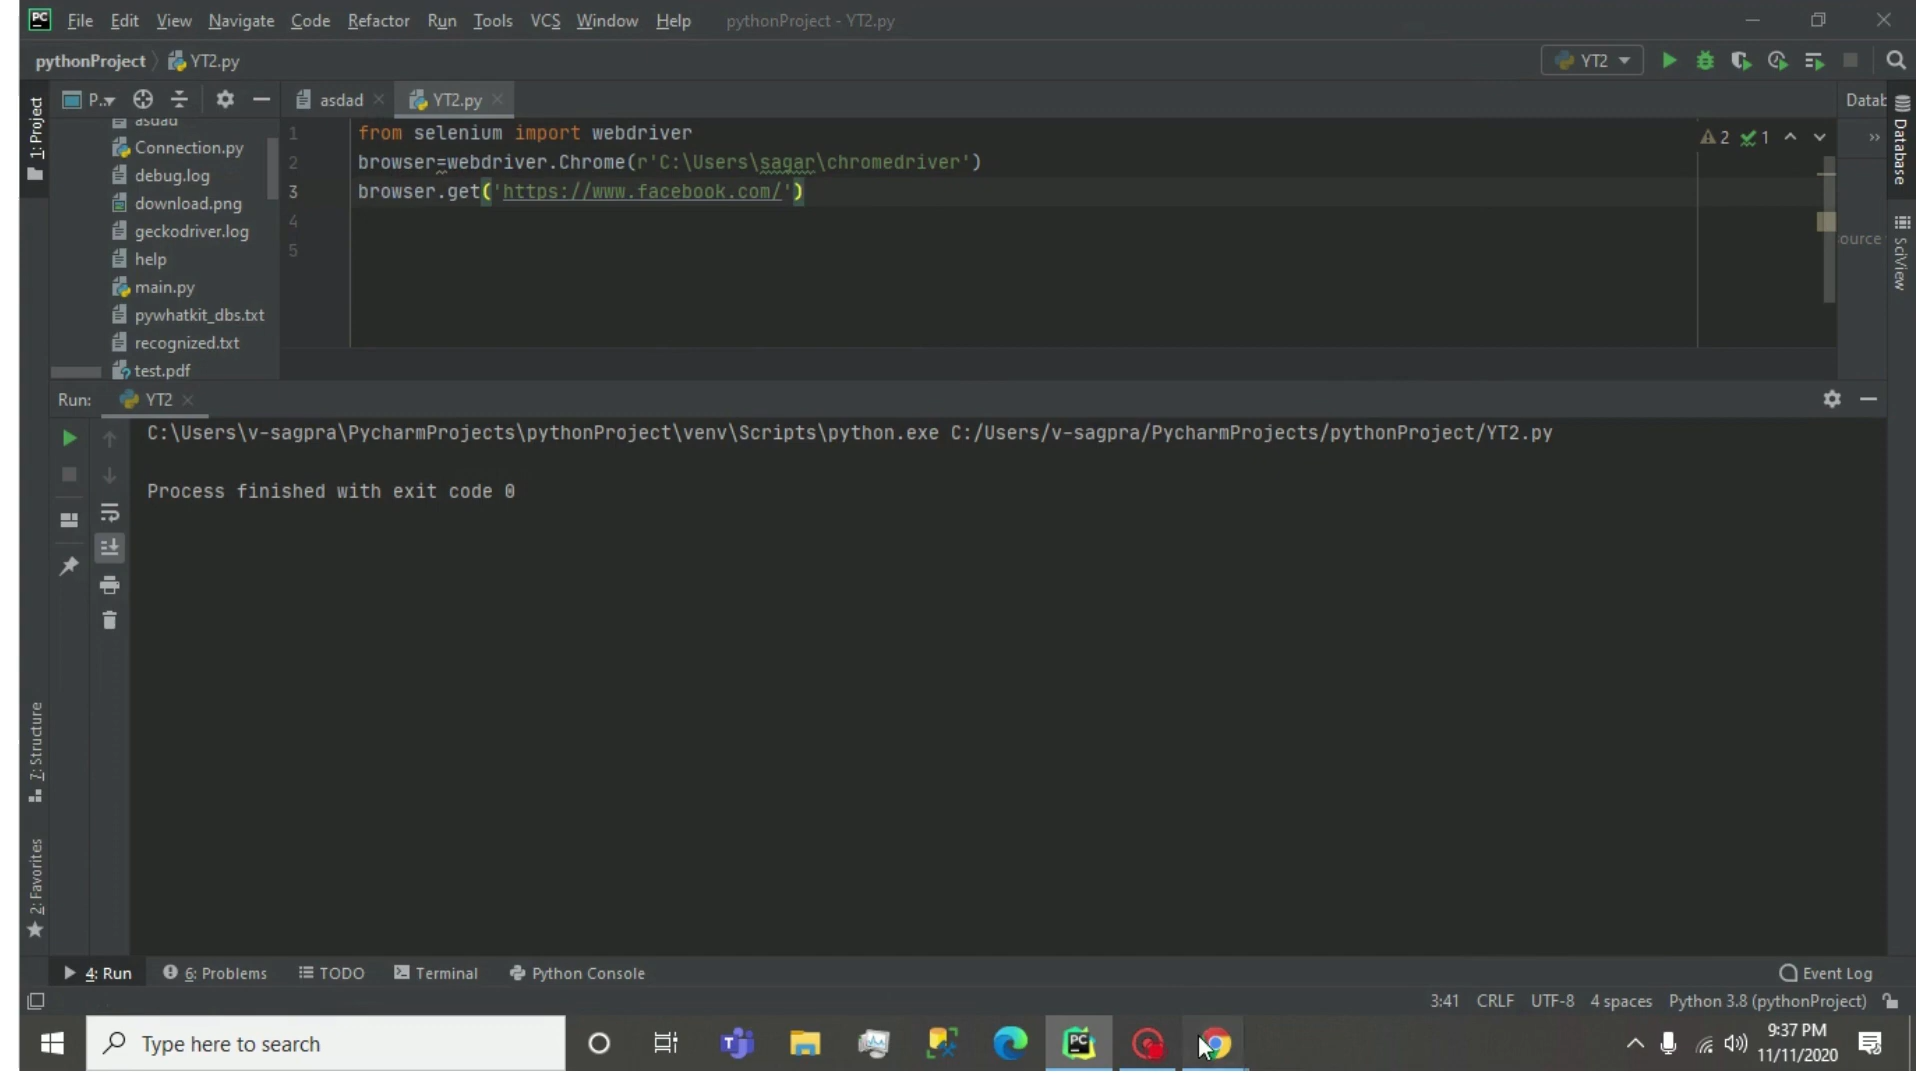 PC File Edit View Navigate Code Refactor Run Tools VCS Window Help pythonProject - YT2.py
pythonProject YT2.py YT2
1: Project
P..
asdad
YT2.py
Datab
Database
asdad
Connection.py
debug.log
download.png
geckodriver.log
help
main.py
pywhatkit_dbs.txt
recognized.txt
test.pdf
1 from selenium import webdriver
2 browser=webdriver.Chrome(r'C:\Users\sagar\chromedriver')
3 browser.get('https://www.facebook.com/')
4
5
2 1
ource
SciView
Run: YT2
C:\Users\v-sagpra\PycharmProjects\pythonProject\venv\Scripts\python.exe C:/Users/v-sagpra/PycharmProjects/pythonProject/YT2.py
Process finished with exit code 0
7: Structure
2: Favorites
4: Run 6: Problems TODO Terminal Python Console Event Log
3:41 CRLF UTF-8 4 spaces Python 3.8 (pythonProject)
Type here to search
PC
9:37 PM
11/11/2020